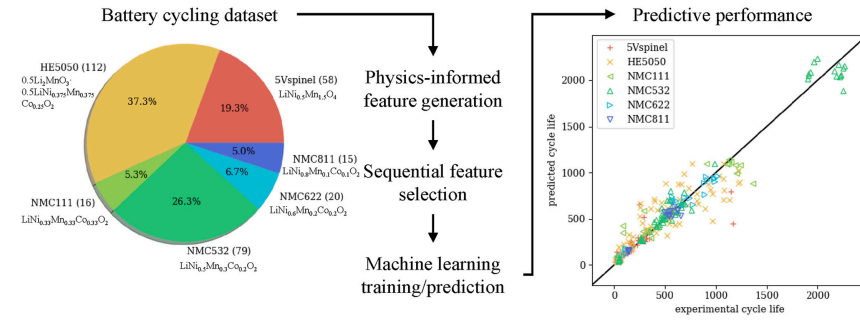 Battery cycling dataset
HE5050 (112)
0.5Li₂MnO₃·
0.5LiNi₀.₃₇₅Mn₀.₃₇₅
Co₀.₂₅O₂
37.3%
5Vspinel (58)
LiNi₀.₅Mn₁.₅O₄
19.3%
5.0%
NMC811 (15)
LiNi₀.₈Mn₀.₁Co₀.₁O₂
6.7%
NMC622 (20)
LiNi₀.₆Mn₀.₂Co₀.₂O₂
26.3%
NMC532 (79)
LiNi₀.₅Mn₀.₃Co₀.₂O₂
5.3%
NMC111 (16)
LiNi₀.₃₃Mn₀.₃₃Co₀.₃₃O₂
Physics-informed
feature generation
Sequential feature
selection
Machine learning
training/prediction
Predictive performance
5Vspinel
HE5050
NMC111
NMC532
NMC622
NMC811
predicted cycle life
2000
1500
1000
500
0
0 500 1000 1500 2000
experimental cycle life